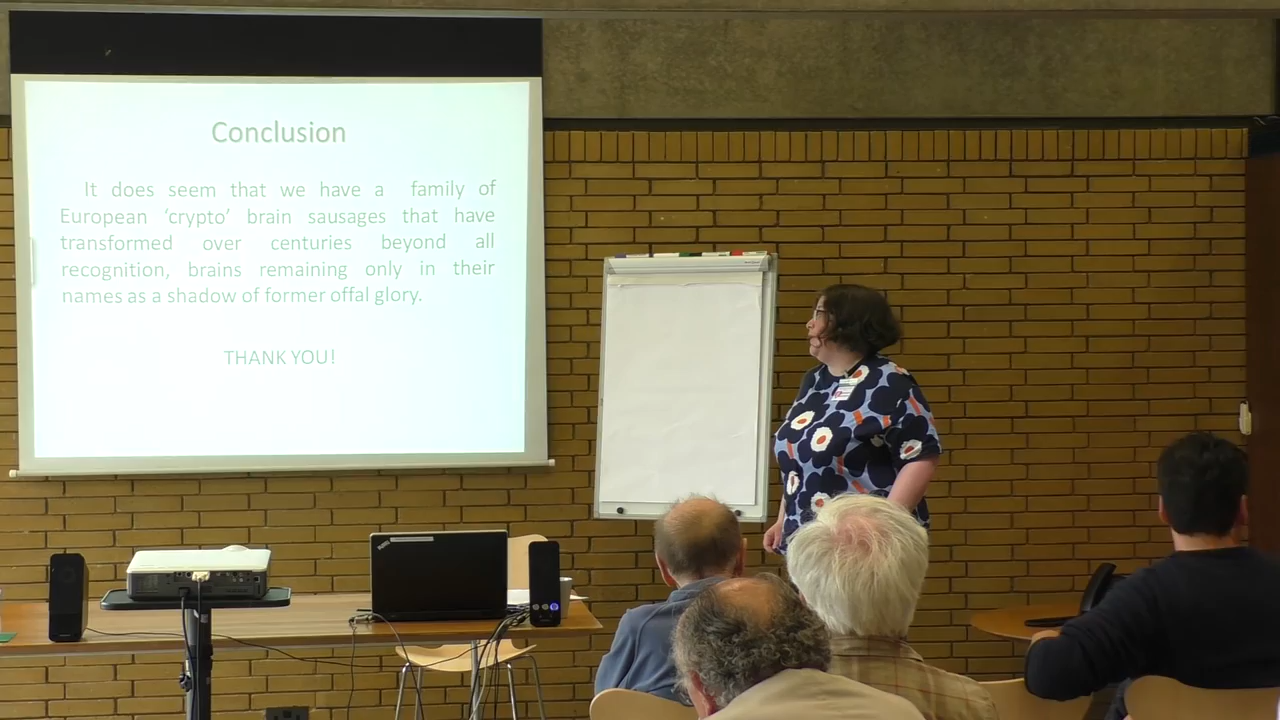 Conclusion
It does seem that we have a family of
European ‘crypto’ brain sausages that have
transformed over centuries beyond all
recognition, brains remaining only in their
names as a shadow of former offal glory.
THANK YOU!